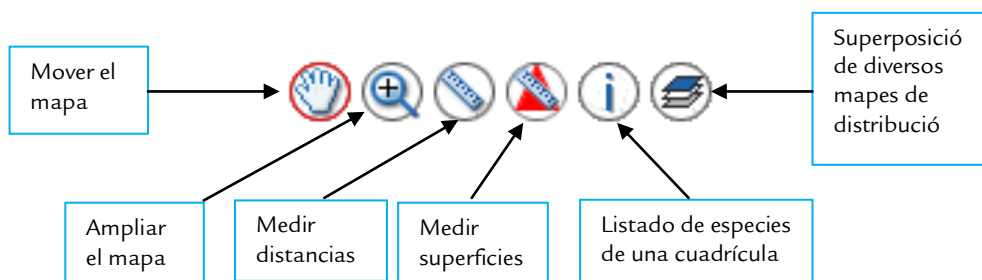 Mover el
mapa
Superposició
de diversos
mapes de
distribució
Ampliar
el mapa
Medir
distancias
Medir
superficies
Listado de especies
de una cuadrícula